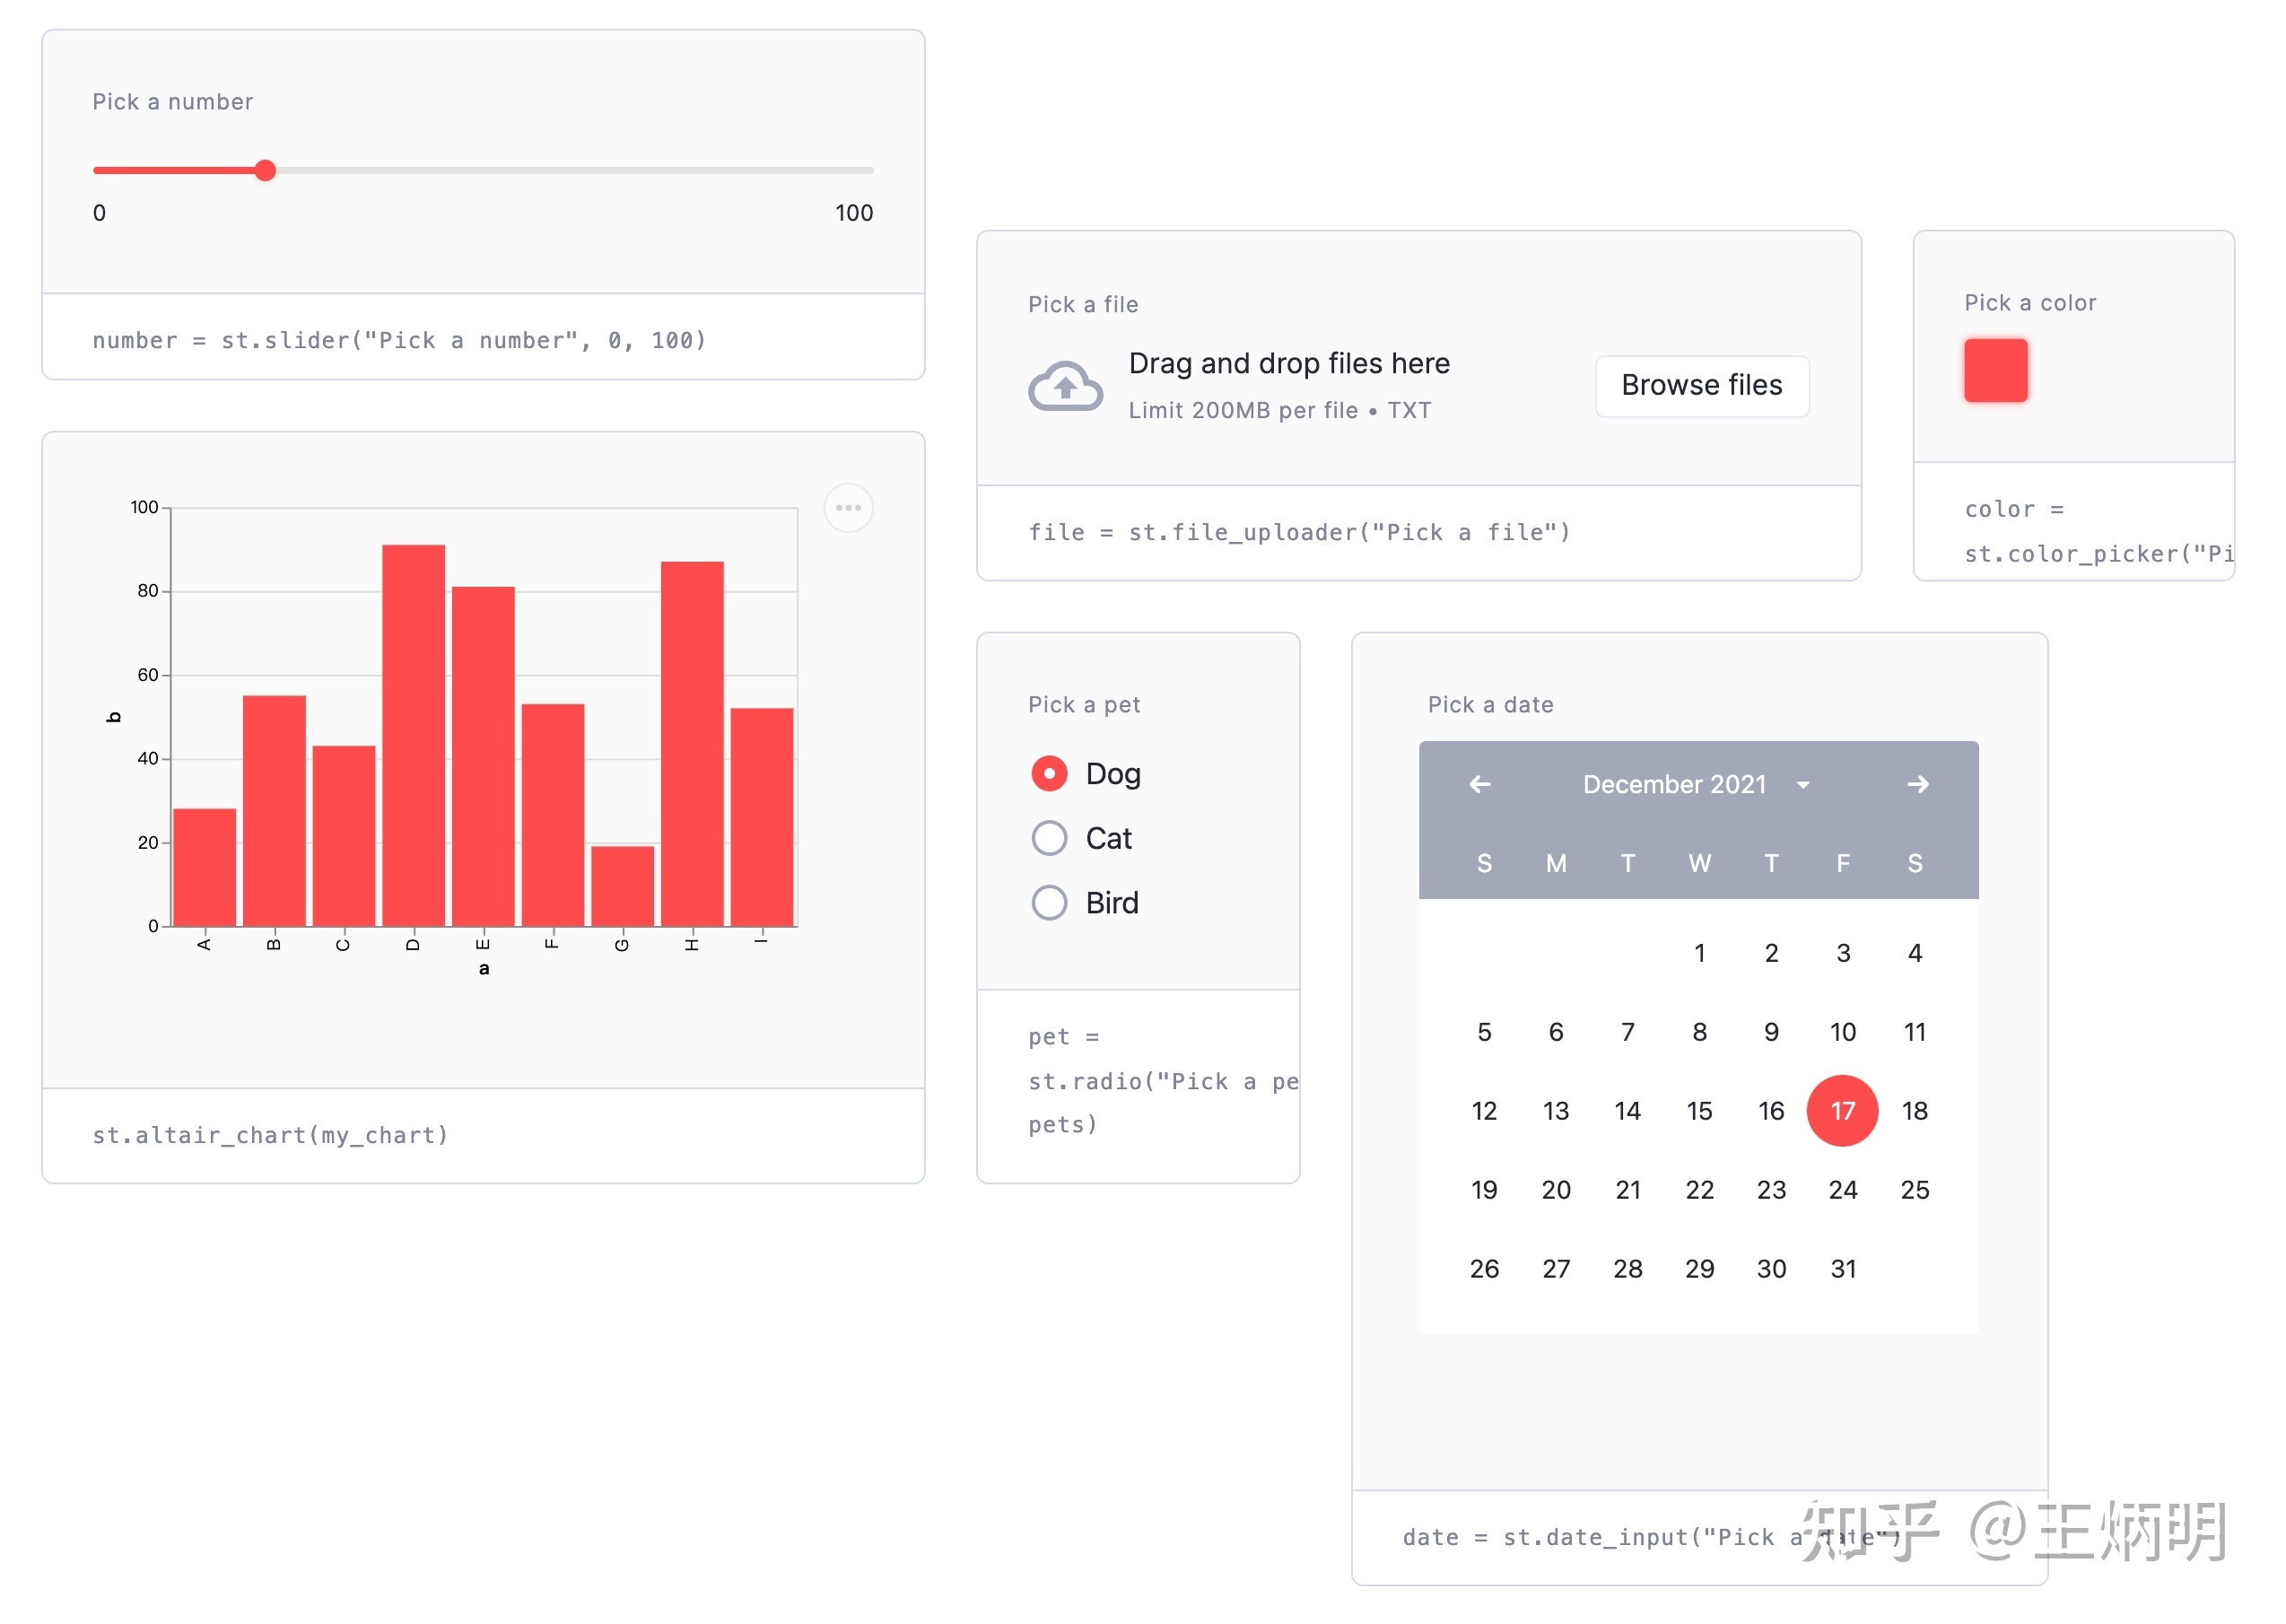 Pick a number
0
100
number = st.slider("Pick a number", 0, 100)
100
80
60
40
20
0
b
A B C D E F G H I
a
st.altair_chart(my_chart)
Pick a file
Drag and drop files here
Limit 200MB per file • TXT
Browse files
file = st.file_uploader("Pick a file")
Pick a color
color =
st.color_picker("Pi
Pick a pet
Dog
Cat
Bird
pet =
st.radio("Pick a pe
pets)
Pick a date
December 2021
S M T W T F S
1 2 3 4
5 6 7 8 9 10 11
12 13 14 15 16 17 18
19 20 21 22 23 24 25
26 27 28 29 30 31
date = st.date_input("Pick a date")
知乎 @王炳明